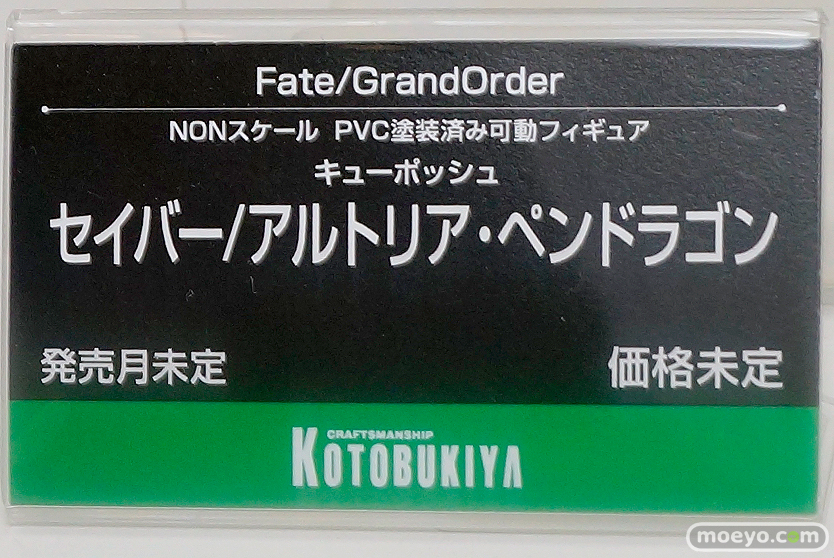 Fate/GrandOrder
NONスケール PVC塗装済み可動フィギュア
キューポッシュ
セイバー/アルトリア・ペンドラゴン
発売月未定 価格未定
CRAFTSMANSHIP
KOTOBUKIYA
moeyo.com